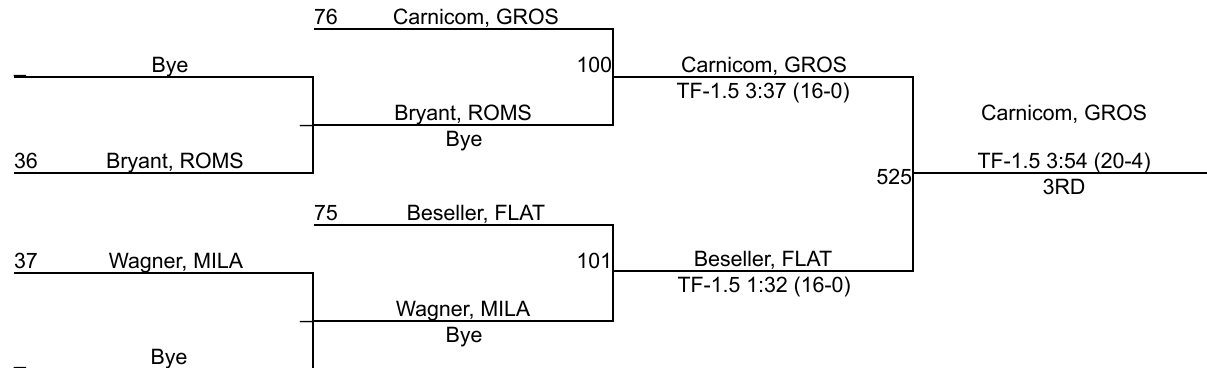 76 Carnicom, GROS
Bye
100
Carnicom, GROS
TF-1.5 3:37 (16-0)
Bryant, ROMS
Bye
Carnicom, GROS
36 Bryant, ROMS
TF-1.5 3:54 (20-4)
525
3RD
75 Beseller, FLAT
37 Wagner, MILA
101
Beseller, FLAT
TF-1.5 1:32 (16-0)
Wagner, MILA
Bye
Bye